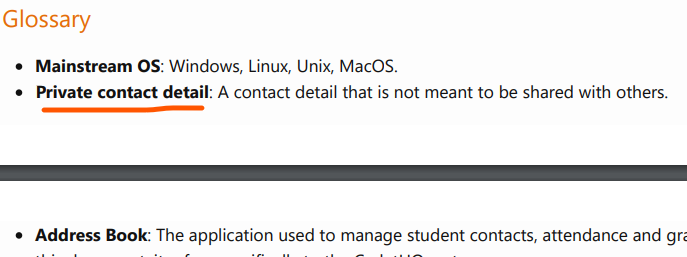 Glossary
• Mainstream OS: Windows, Linux, Unix, MacOS.
• Private contact detail: A contact detail that is not meant to be shared with others.
• Address Book: The application used to manage student contacts, attendance and gra